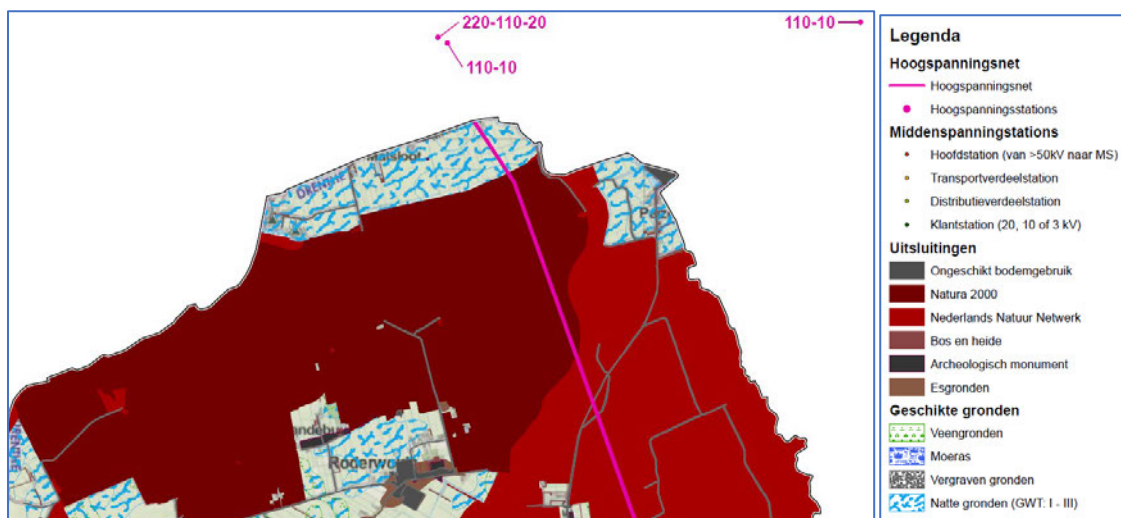 220-110-20
110-10
110-10
Matsloot
DRENTHE
Roderwo
Legenda
Hoogspanningsnet
Hoogspanningsnet
Hoogspanningsstations
Middenspanningstations
Hoofdstation (van >50kV naar MS)
Transportverdeelstation
Distributieverdeelstation
Klantstation (20, 10 of 3 kV)
Uitsluitingen
Ongeschikt bodemgebruik
Natura 2000
Nederlands Natuur Netwerk
Bos en heide
Archeologisch monument
Esgronden
Geschikte gronden
Veengronden
Moeras
Vergraven gronden
Natte gronden (GWT: I - III)